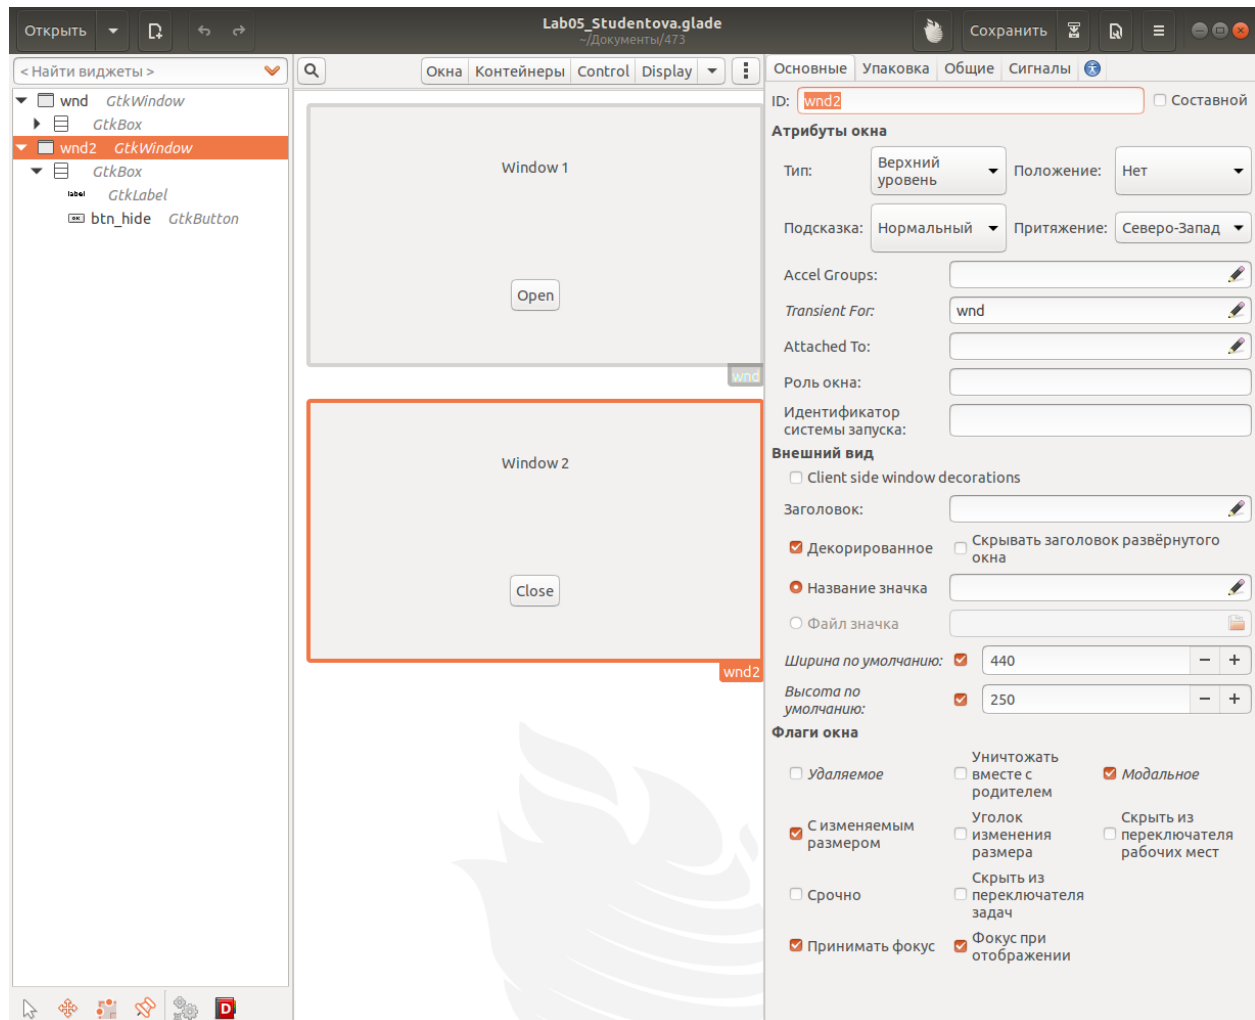 Открыть
Lab05_Studentova.glade
~/Документы/473
Сохранить
< Найти виджеты >
wnd GtkWindow
GtkBox
wnd2 GtkWindow
GtkBox
label GtkLabel
OK btn_hide GtkButton
Окна Контейнеры Control Display
Window 1
Open
wnd
Window 2
Close
wnd2
D
Основные Упаковка Общие Сигналы
ID: wnd2 Составной
Атрибуты окна
Тип: Верхний уровень Положение: Нет
Подсказка: Нормальный Притяжение: Северо-Запад
Accel Groups:
Transient For: wnd
Attached To:
Роль окна:
Идентификатор
системы запуска:
Внешний вид
Client side window decorations
Заголовок:
Декорированное Скрывать заголовок развёрнутого
окна
Название значка
Файл значка
Ширина по умолчанию: 440
Высота по
умолчанию: 250
Флаги окна
Удаляемое
Уничтожать
вместе с
родителем
Модальное
С изменяемым
размером
Уголок
изменения
размера
Скрыть из
переключателя
рабочих мест
Срочно
Скрыть из
переключателя
задач
Принимать фокус
Фокус при
отображении